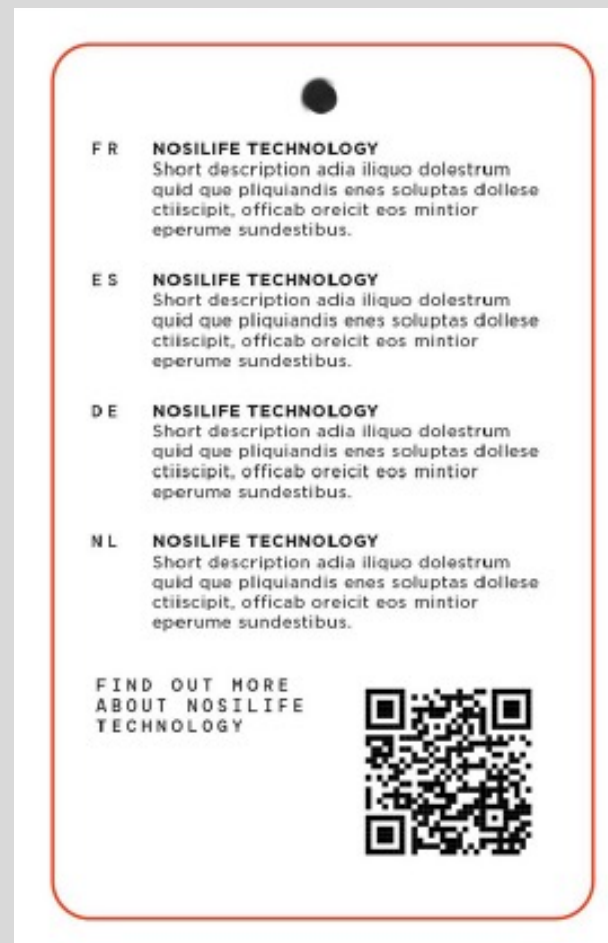 FR NOSILIFE TECHNOLOGY
Short description adia iliquo dolestrum
quid que pliquiandis enes soluptas dollese
ctiiscipit, officab oreicit eos mintior
eperume sundestibus.
ES NOSILIFE TECHNOLOGY
Short description adia iliquo dolestrum
quid que pliquiandis enes soluptas dollese
ctiiscipit, officab oreicit eos mintior
eperume sundestibus.
DE NOSILIFE TECHNOLOGY
Short description adia iliquo dolestrum
quid que pliquiandis enes soluptas dollese
ctiiscipit, officab oreicit eos mintior
eperume sundestibus.
NL NOSILIFE TECHNOLOGY
Short description adia iliquo dolestrum
quid que pliquiandis enes soluptas dollese
ctiiscipit, officab oreicit eos mintior
eperume sundestibus.
FIND OUT MORE
ABOUT NOSILIFE
TECHNOLOGY